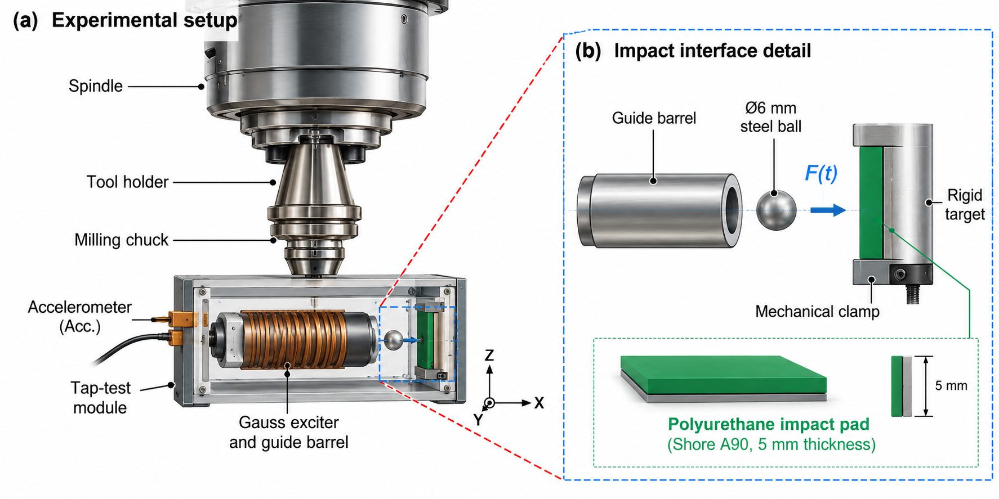 (a) Experimental setup
Spindle
Tool holder
Milling chuck
Accelerometer
(Acc.)
Tap-test
module
Gauss exciter
and guide barrel
Z
X
Y
(b) Impact interface detail
Guide barrel
Ø6 mm
steel ball
F(t)
Rigid
target
Mechanical clamp
5 mm
Polyurethane impact pad
(Shore A90, 5 mm thickness)